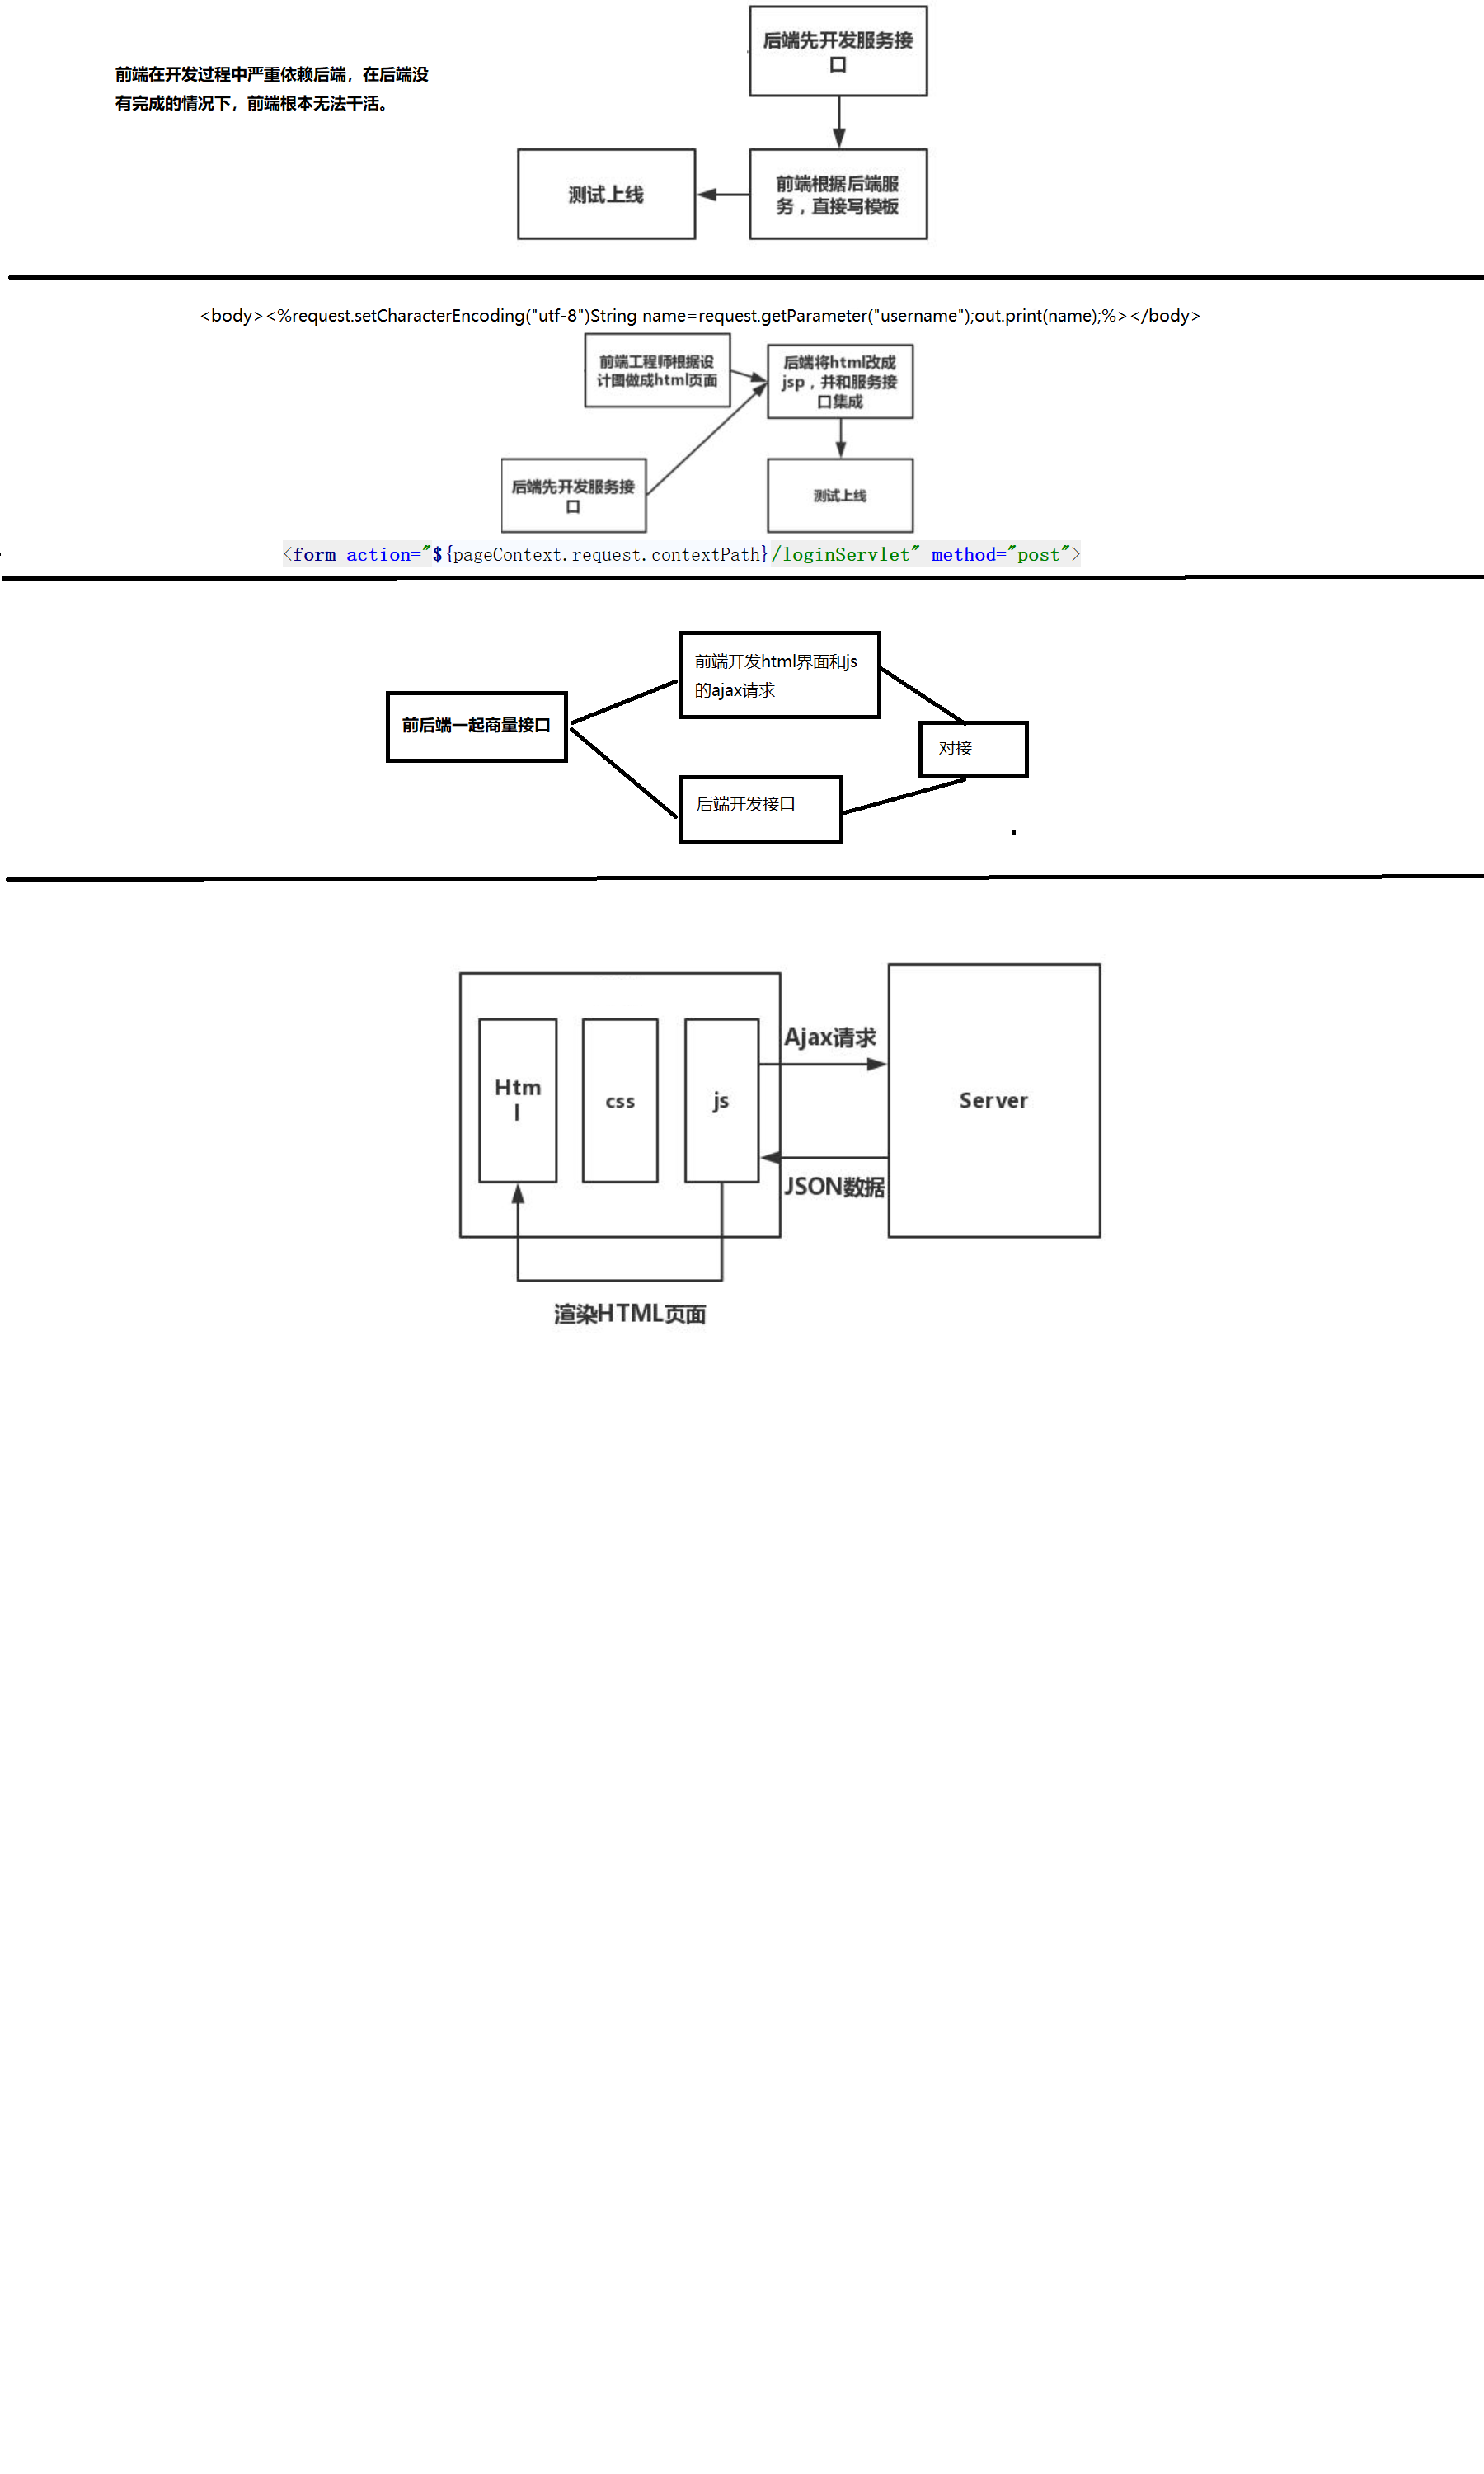 后端先开发服务接
口
前端在开发过程中严重依赖后端，在后端没
有完成的情况下，前端根本无法干活。
测试上线
前端根据后端服
务，直接写模板
<body><%request.setCharacterEncoding("utf-8")String name=request.getParameter("username");out.print(name);%></body>
前端工程师根据设
计图做成html页面
后端将html改成
jsp，并和服务接
口集成
后端先开发服务接
口
测试上线
<form action="${pageContext.request.contextPath}/loginServlet" method="post">
前端开发html界面和js
的ajax请求
前后端一起商量接口
对接
后端开发接口
Ajax请求
Htm
l
css
js
Server
JSON数据
渲染HTML页面